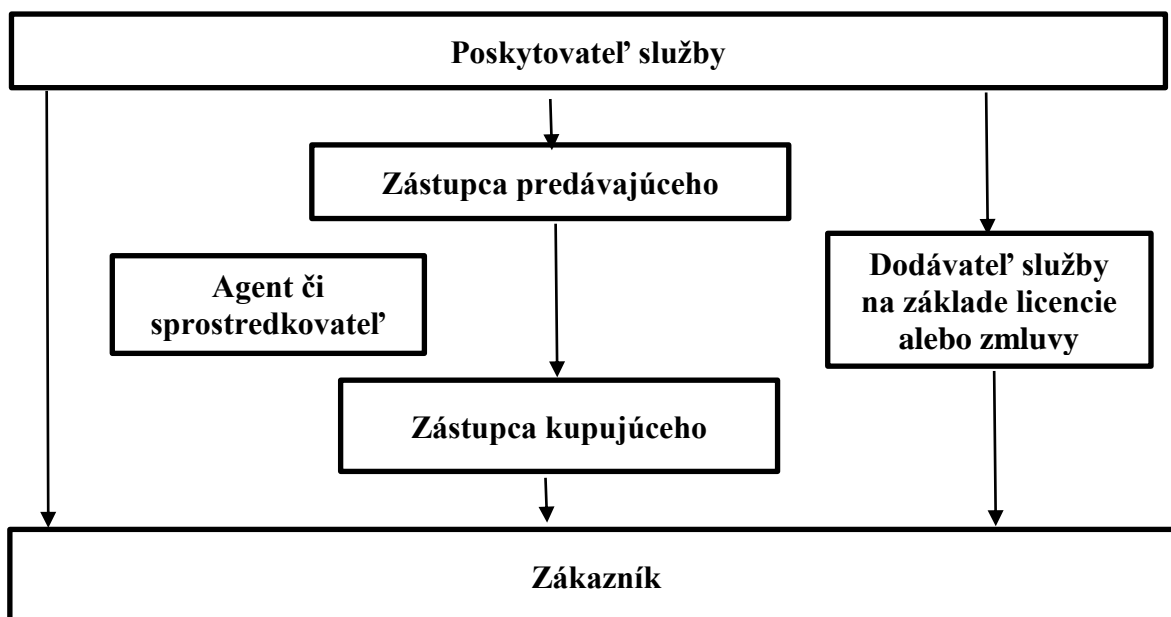 Poskytovateľ služby
Zástupca predávajúceho
Agent či
sprostredkovateľ
Dodávateľ služby
na základe licencie
alebo zmluvy
Zástupca kupujúceho
Zákazník